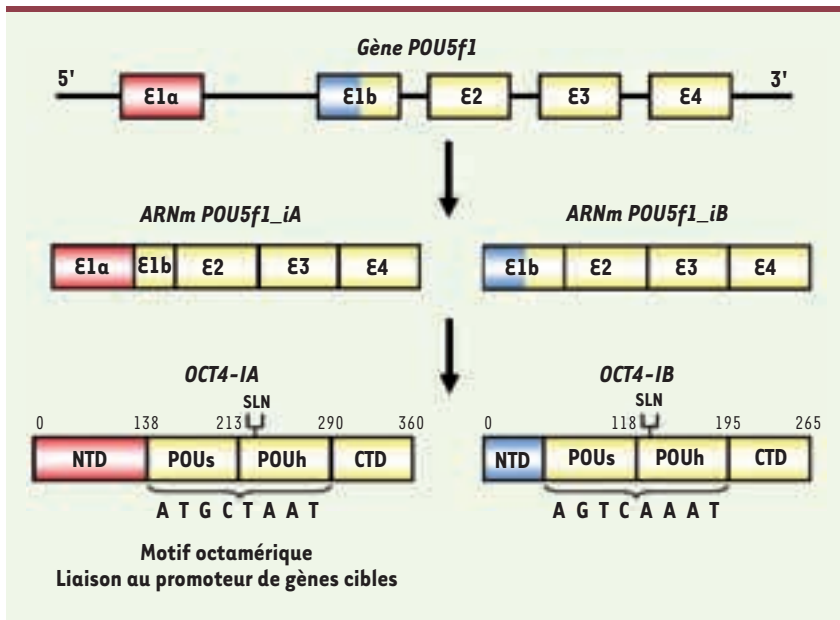 Gène POU5f1
5' 3'
E1a E1b E2 E3 E4
ARNm POU5f1_iA ARNm POU5f1_iB
E1a E1b E2 E3 E4 E1b E2 E3 E4
OCT4-IA OCT4-IB
SLN SLN
0 138 213 290 360 0 118 195 265
NTD POUs POUh CTD NTD POUs POUh CTD
A T G C T A A T A G T C A A A T
Motif octamérique
Liaison au promoteur de gènes cibles